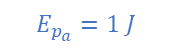 E_{p_a} = 1 J